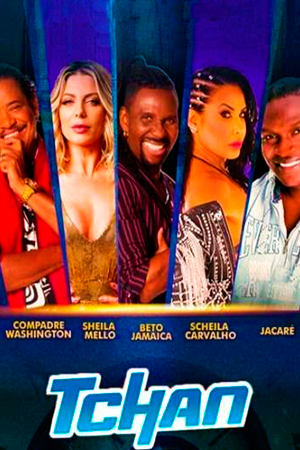 COMPADRE WASHINGTON
SHEILA MELLO
BETO JAMAICA
SCHEILA CARVALHO
JACARÉ
TCHAN